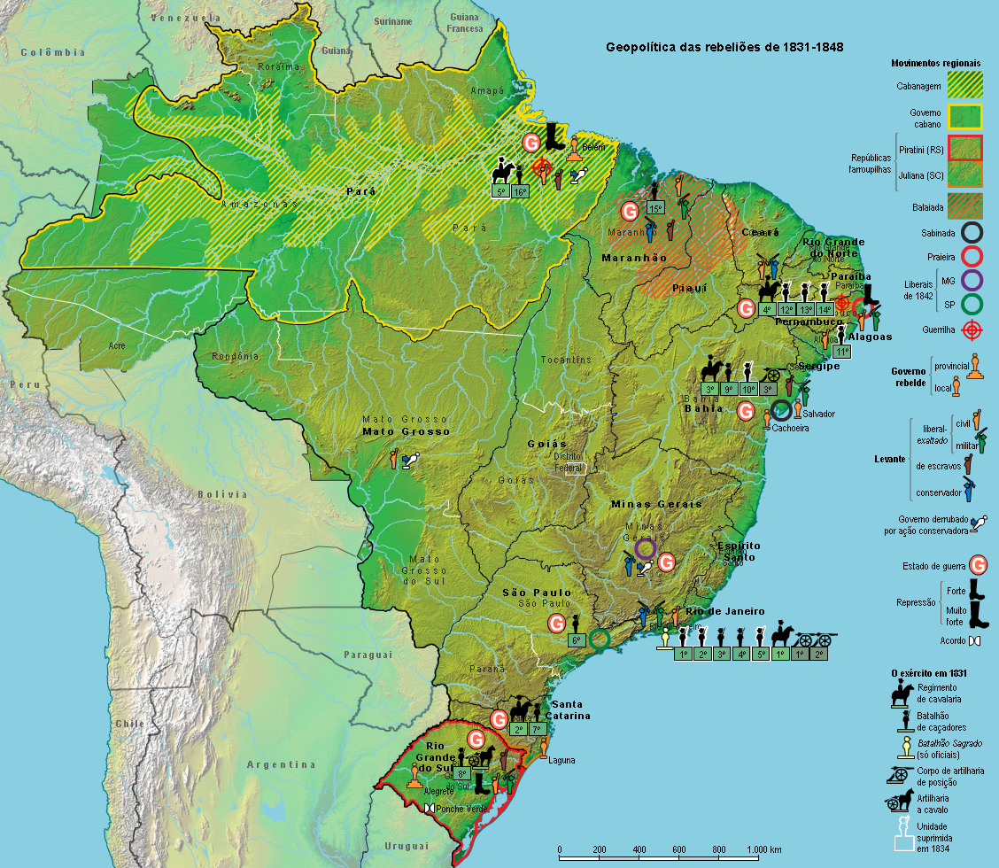 Geopolítica das rebeliões de 1831-1848
Venezuela
Suriname
Guiana
Francesa
Colômbia
Guiana
Roraima
Amapá
Belém
5º
16º
Pará
Amazonas
Pará
15º
Maranhão
Maranhão
Ceará
Rio Grande
do Norte
Rio Grande
do Norte
Paraíba
Paraíba
Piauí
4º
12º
13º
14º
Pernambuco
Alagoas
11º
Acre
Rondônia
Tocantins
Sergipe
3º
9º
10º
3º
Bahia
Bahia
Salvador
Cachoeira
Peru
Mato Grosso
Mato Grosso
Goiás
Distrito
Federal
Goiás
Bolívia
Minas Gerais
Minas
Gerais
Espírito
Santo
Mato
Grosso
do Sul
São Paulo
São Paulo
6º
Rio de Janeiro
1º
2º
3º
4º
5º
1º
1º
2º
Paraguai
Paraná
Santa
Catarina
2º
7º
Chile
Argentina
Rio
Grande
do Sul
do Sul
8º
Laguna
Alegrete
Ponche Verde
Uruguai
G
G
G
G
G
G
G
G
0
200
400
600
800
1.000 km
Movimentos regionais
Cabanagem
Governo
cabano
Repúblicas
farroupilhas
Piratini (RS)
Juliana (SC)
Balaiada
Sabinada
Praieira
Liberais
de 1842
MG
SP
Guerrilha
Governo
rebelde
provincial
local
Levante
liberal-
exaltado
civil
militar
de escravos
conservador
Governo derrubado
por ação conservadora
Estado de guerra
G
Repressão
Forte
Muito
forte
Acordo
O exército em 1831
Regimento
de cavalaria
Batalhão
de caçadores
Batalhão Sagrado
(só oficiais)
Corpo de artilharia
de posição
Artilharia
a cavalo
Unidade
suprimida
em 1834